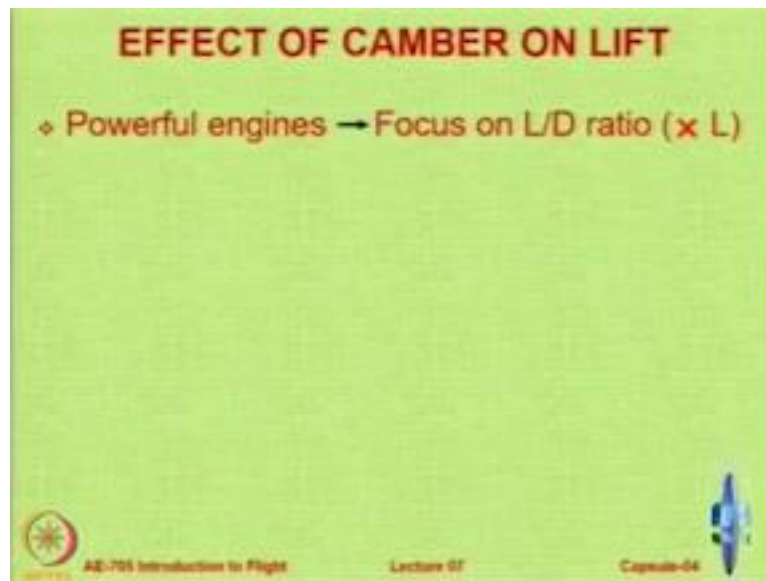 EFFECT OF CAMBER ON LIFT
❖ Powerful engines → Focus on L/D ratio (× L)
AE-705 Introduction to Flight Lecture 07 Capsule-04